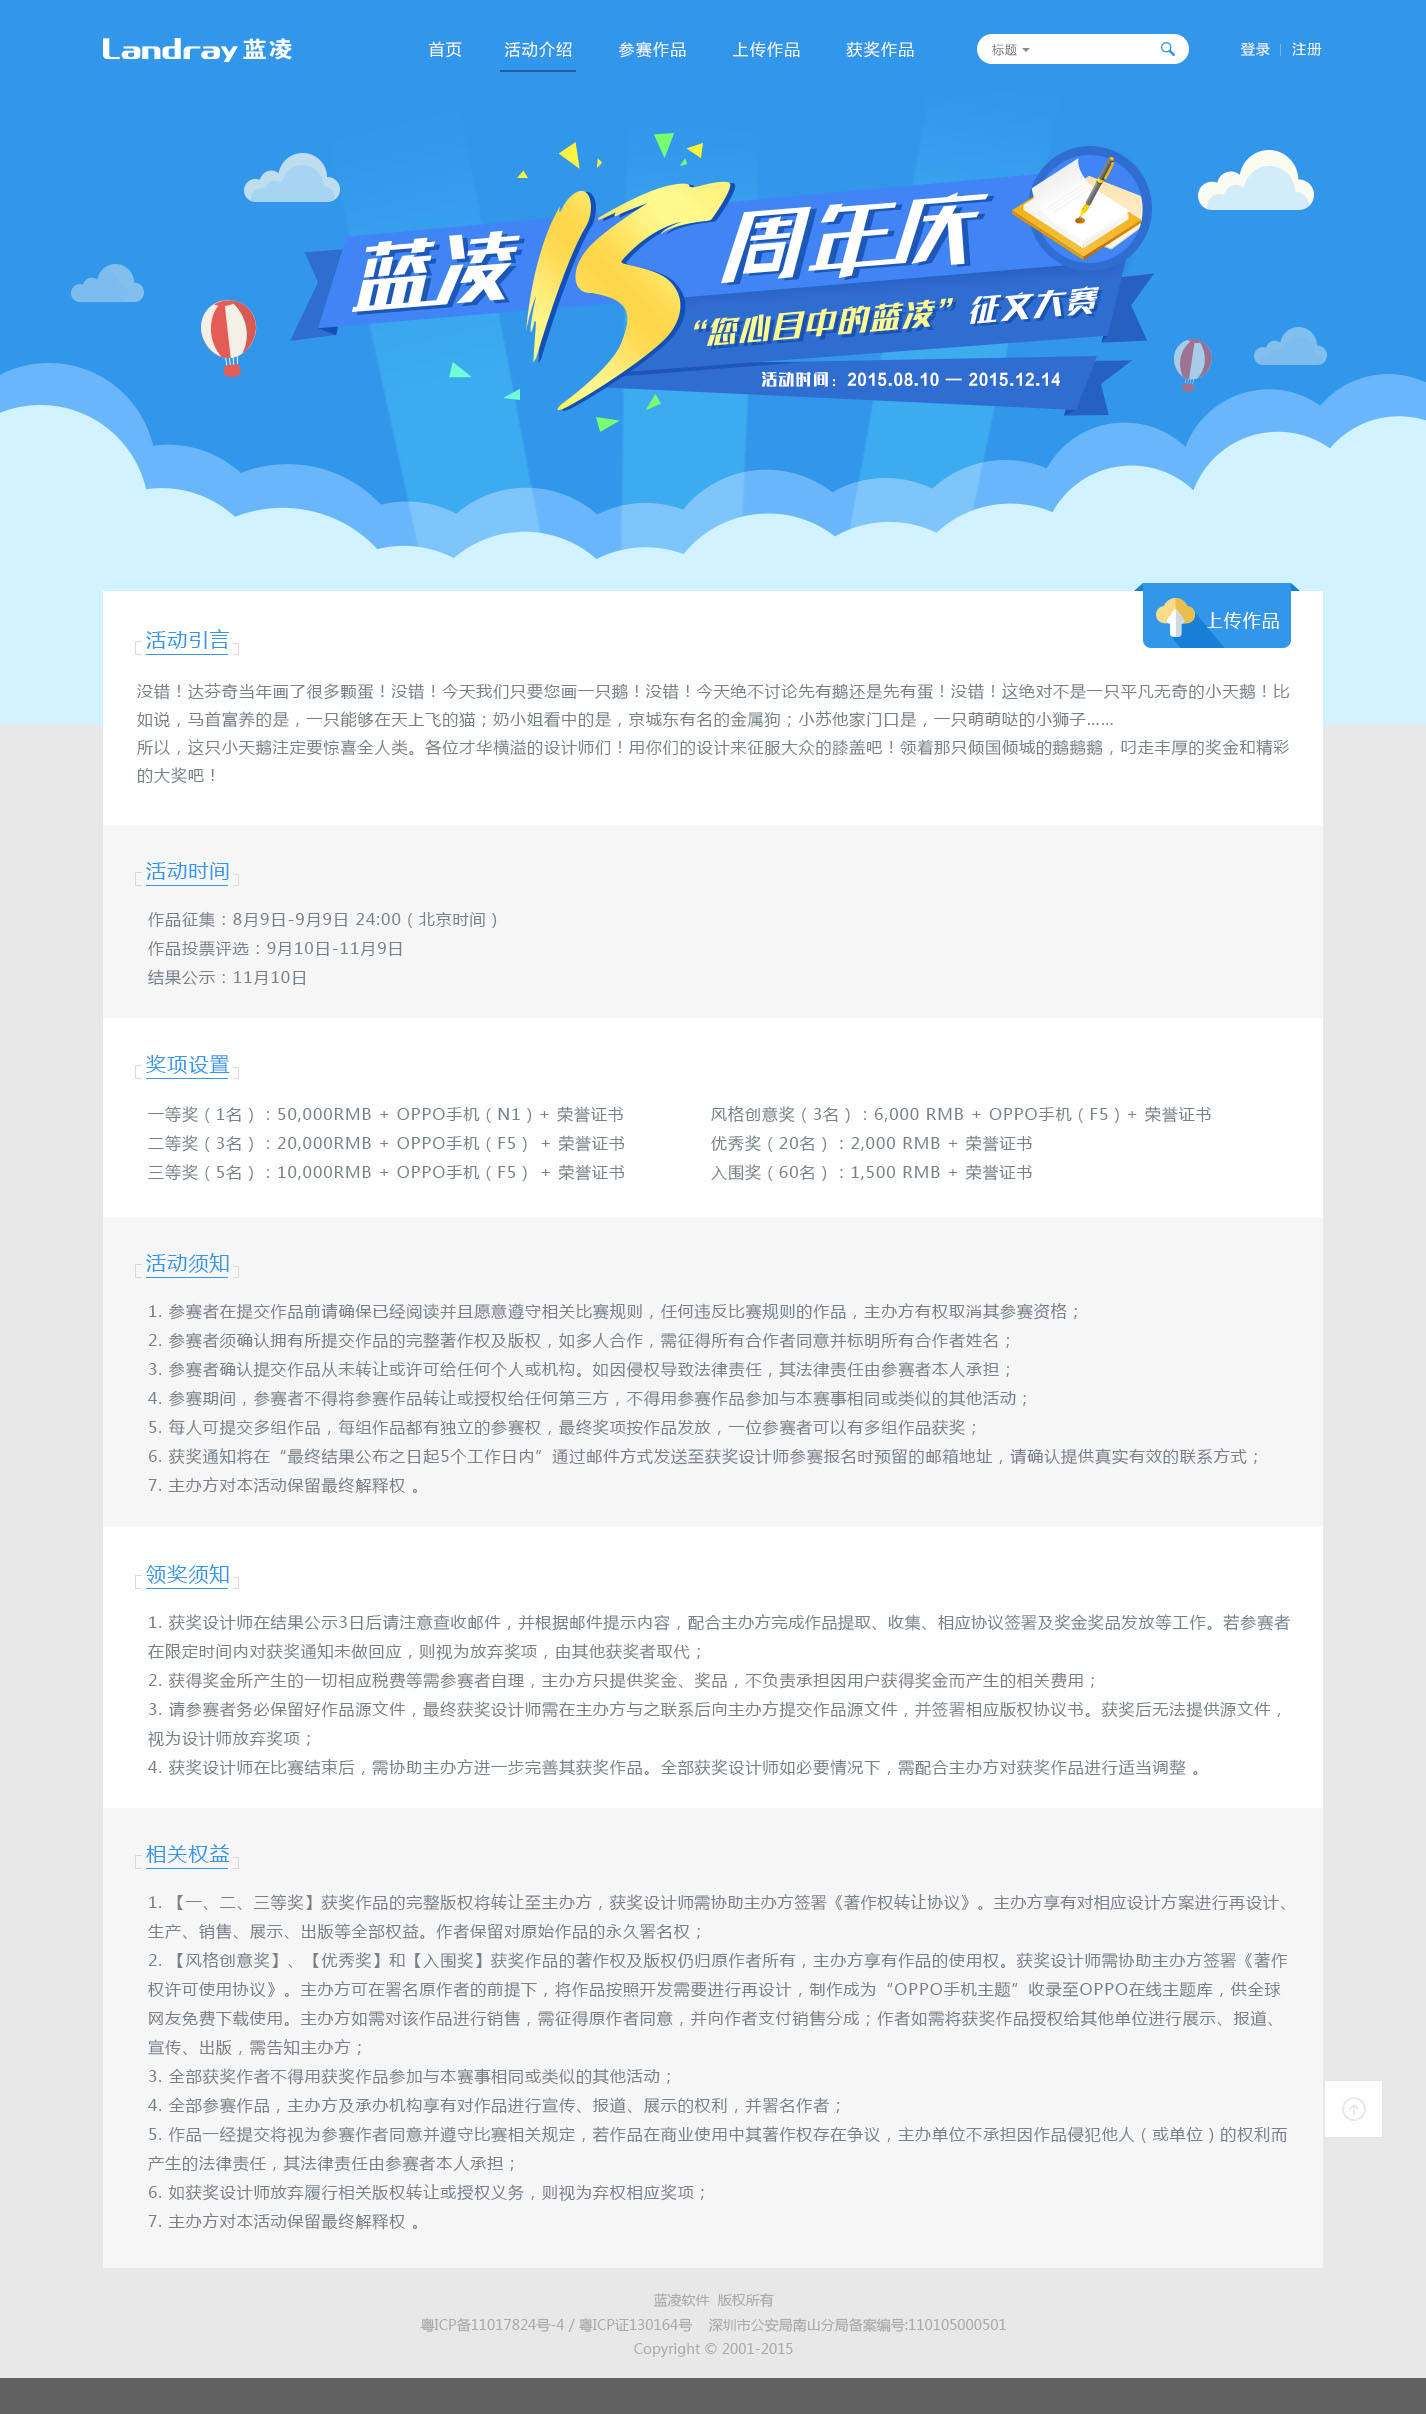 Landray 蓝凌
首页 活动介绍 参赛作品 上传作品 获奖作品 标题 登录 注册
蓝凌15周年庆
“您心目中的蓝凌”征文大赛
活动时间：2015.08.10 — 2015.12.14
上传作品
活动引言
没错！达芬奇当年画了很多颗蛋！没错！今天我们只要您画一只鹅！没错！今天绝不讨论先有鹅还是先有蛋！没错！这绝对不是一只平凡无奇的小天鹅！比
如说，马首富养的是，一只能够在天上飞的猫；奶小姐看中的是，京城东有名的金属狗；小苏他家门口是，一只萌萌哒的小狮子……
所以，这只小天鹅注定要惊喜全人类。各位才华横溢的设计师们！用你们的设计来征服大众的膝盖吧！领着那只倾国倾城的鹅鹅鹅，叼走丰厚的奖金和精彩
的大奖吧！
活动时间
作品征集：8月9日-9月9日 24:00（北京时间）
作品投票评选：9月10日-11月9日
结果公示：11月10日
奖项设置
一等奖（1名）：50,000RMB + OPPO手机（N1）+ 荣誉证书
二等奖（3名）：20,000RMB + OPPO手机（F5） + 荣誉证书
三等奖（5名）：10,000RMB + OPPO手机（F5） + 荣誉证书
风格创意奖（3名）：6,000 RMB + OPPO手机（F5）+ 荣誉证书
优秀奖（20名）：2,000 RMB + 荣誉证书
入围奖（60名）：1,500 RMB + 荣誉证书
活动须知
1. 参赛者在提交作品前请确保已经阅读并且愿意遵守相关比赛规则，任何违反比赛规则的作品，主办方有权取消其参赛资格；
2. 参赛者须确认拥有所提交作品的完整著作权及版权，如多人合作，需征得所有合作者同意并标明所有合作者姓名；
3. 参赛者确认提交作品从未转让或许可给任何个人或机构。如因侵权导致法律责任，其法律责任由参赛者本人承担；
4. 参赛期间，参赛者不得将参赛作品转让或授权给任何第三方，不得用参赛作品参加与本赛事相同或类似的其他活动；
5. 每人可提交多组作品，每组作品都有独立的参赛权，最终奖项按作品发放，一位参赛者可以有多组作品获奖；
6. 获奖通知将在“最终结果公布之日起5个工作日内”通过邮件方式发送至获奖设计师参赛报名时预留的邮箱地址，请确认提供真实有效的联系方式；
7. 主办方对本活动保留最终解释权 。
领奖须知
1. 获奖设计师在结果公示3日后请注意查收邮件，并根据邮件提示内容，配合主办方完成作品提取、收集、相应协议签署及奖金奖品发放等工作。若参赛者
在限定时间内对获奖通知未做回应，则视为放弃奖项，由其他获奖者取代；
2. 获得奖金所产生的一切相应税费等需参赛者自理，主办方只提供奖金、奖品，不负责承担因用户获得奖金而产生的相关费用；
3. 请参赛者务必保留好作品源文件，最终获奖设计师需在主办方与之联系后向主办方提交作品源文件，并签署相应版权协议书。获奖后无法提供源文件，
视为设计师放弃奖项；
4. 获奖设计师在比赛结束后，需协助主办方进一步完善其获奖作品。全部获奖设计师如必要情况下，需配合主办方对获奖作品进行适当调整 。
相关权益
1. 【一、二、三等奖】获奖作品的完整版权将转让至主办方，获奖设计师需协助主办方签署《著作权转让协议》。主办方享有对相应设计方案进行再设计、
生产、销售、展示、出版等全部权益。作者保留对原始作品的永久署名权；
2. 【风格创意奖】、【优秀奖】和【入围奖】获奖作品的著作权及版权仍归原作者所有，主办方享有作品的使用权。获奖设计师需协助主办方签署《著作
权许可使用协议》。主办方可在署名原作者的前提下，将作品按照开发需要进行再设计，制作成为“OPPO手机主题”收录至OPPO在线主题库，供全球
网友免费下载使用。主办方如需对该作品进行销售，需征得原作者同意，并向作者支付销售分成；作者如需将获奖作品授权给其他单位进行展示、报道、
宣传、出版，需告知主办方；
3. 全部获奖作者不得用获奖作品参加与本赛事相同或类似的其他活动；
4. 全部参赛作品，主办方及承办机构享有对作品进行宣传、报道、展示的权利，并署名作者；
5. 作品一经提交将视为参赛作者同意并遵守比赛相关规定，若作品在商业使用中其著作权存在争议，主办单位不承担因作品侵犯他人（或单位）的权利而
产生的法律责任，其法律责任由参赛者本人承担；
6. 如获奖设计师放弃履行相关版权转让或授权义务，则视为弃权相应奖项；
7. 主办方对本活动保留最终解释权 。
蓝凌软件 版权所有
粤ICP备11017824号-4 / 粤ICP证130164号 深圳市公安局南山分局备案编号:110105000501
Copyright © 2001-2015